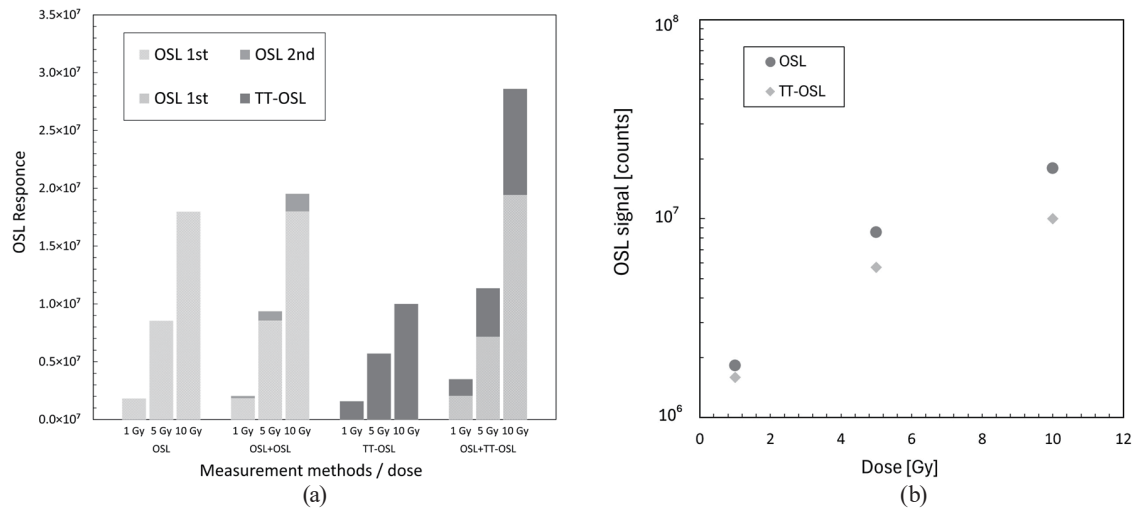 3.5×10⁷
3.0×10⁷
2.5×10⁷
2.0×10⁷
1.5×10⁷
1.0×10⁷
0.5×10⁷
0.0×10⁷
OSL Responce
OSL 1st OSL 2nd
OSL 1st TT-OSL
1 Gy 5 Gy 10 Gy 1 Gy 5 Gy 10 Gy 1 Gy 5 Gy 10 Gy 1 Gy 5 Gy 10 Gy
OSL OSL+OSL TT-OSL OSL+TT-OSL
Measurement methods / dose
(a)
10⁸
10⁷
10⁶
OSL signal [counts]
OSL
TT-OSL
0 2 4 6 8 10 12
Dose [Gy]
(b)